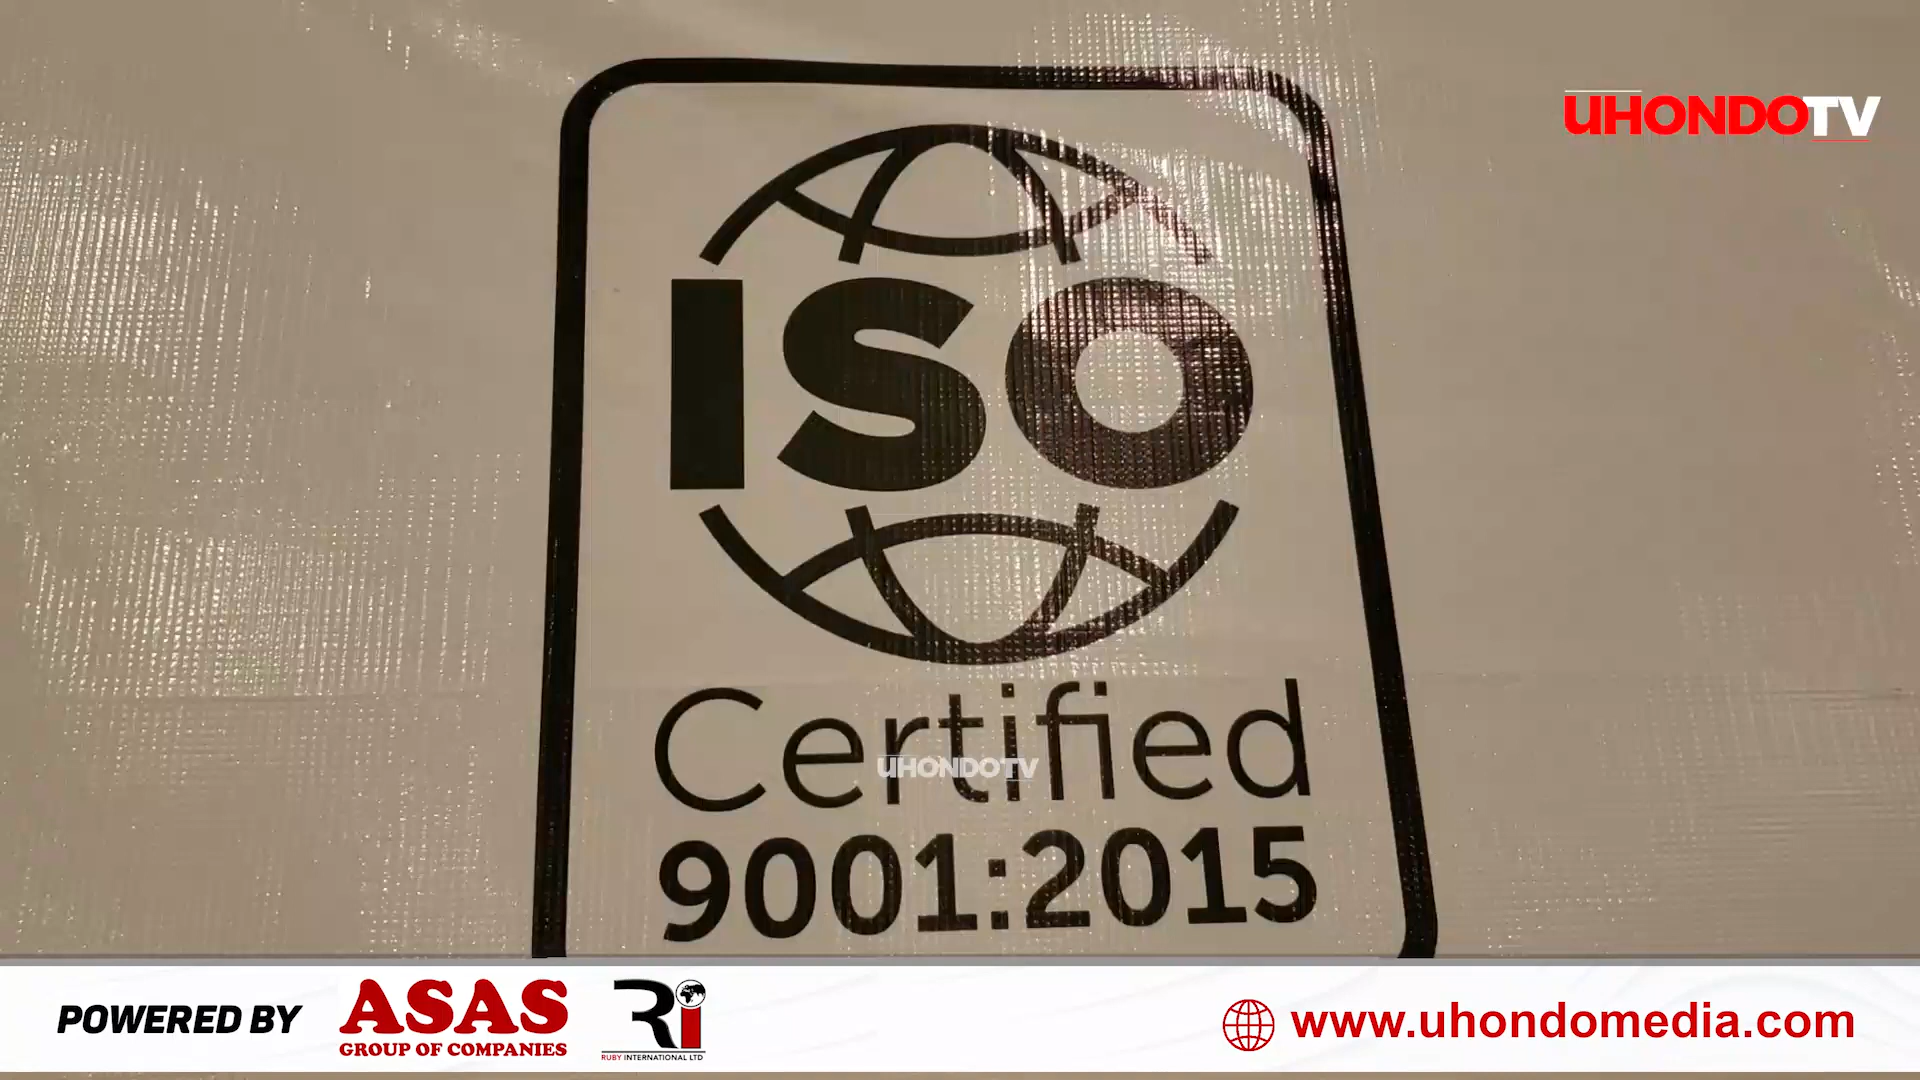 UHONDOTV
ISO
Certified
UHONDOTV
9001:2015
POWERED BY
ASAS
GROUP OF COMPANIES
Ri
RUBY INTERNATIONAL LTD
www.uhondomedia.com